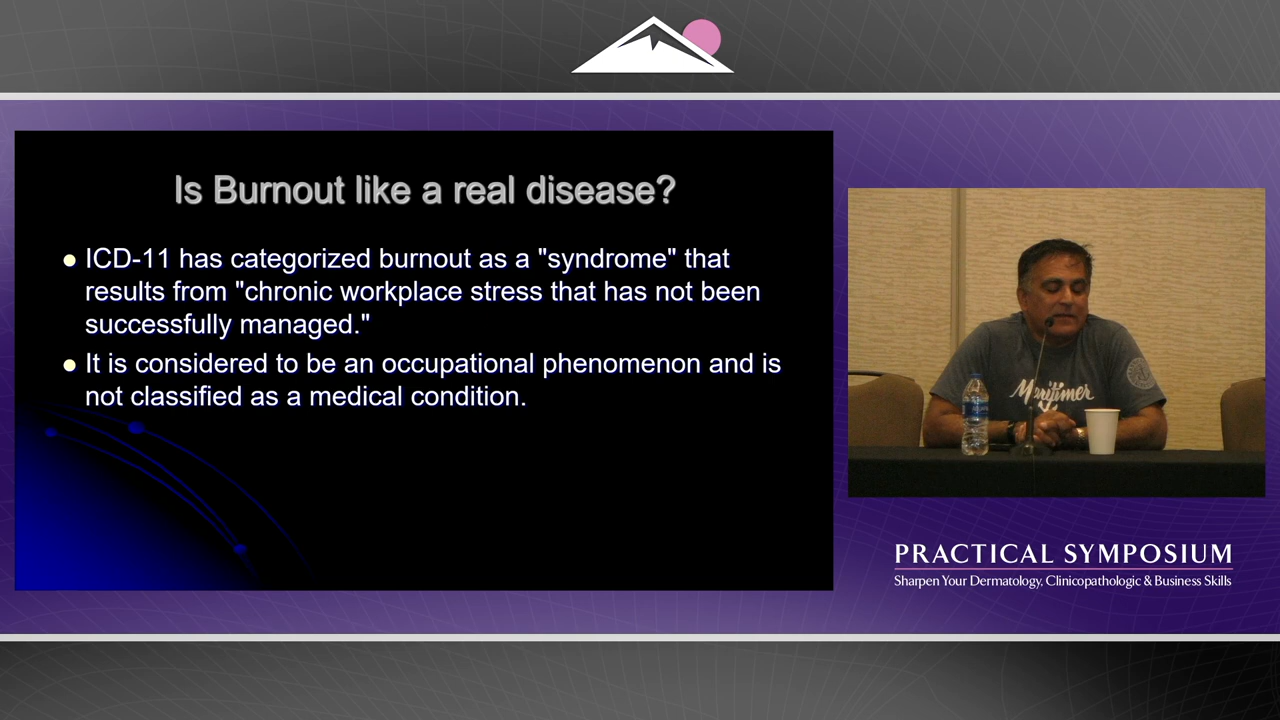 Is Burnout like a real disease?
● ICD-11 has categorized burnout as a "syndrome" that
results from "chronic workplace stress that has not been
successfully managed."
● It is considered to be an occupational phenomenon and is
not classified as a medical condition.
Maritimer
PRACTICAL SYMPOSIUM
Sharpen Your Dermatology, Clinicopathologic & Business Skills